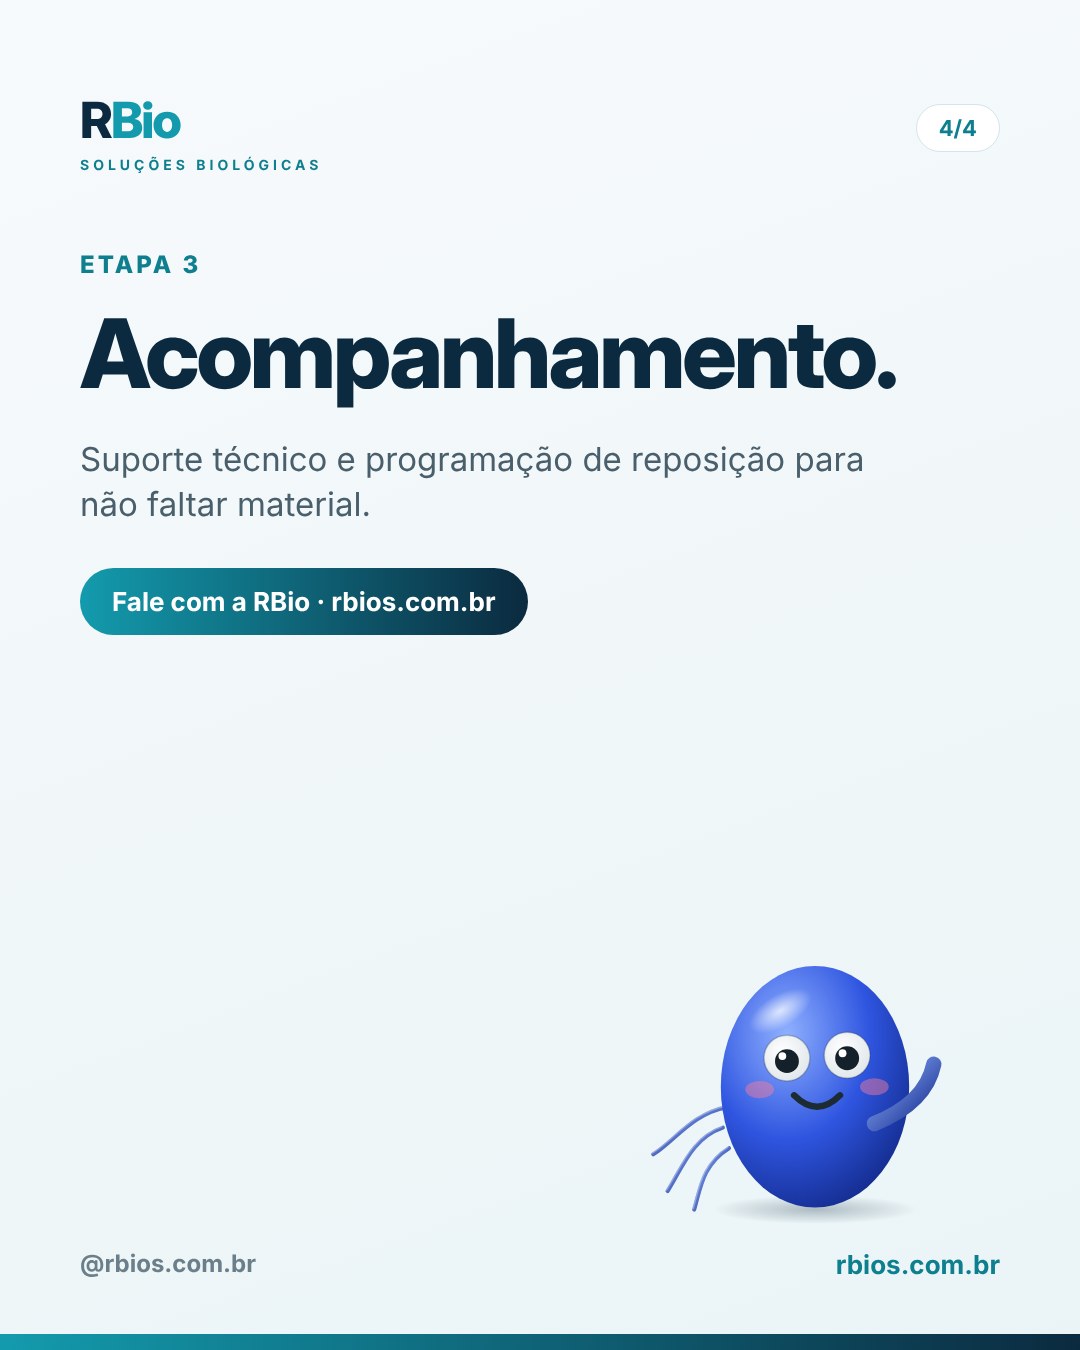 RBio
SOLUÇÕES BIOLÓGICAS
4/4
ETAPA 3
Acompanhamento.
Suporte técnico e programação de reposição para
não faltar material.
Fale com a RBio · rbios.com.br
@rbios.com.br
rbios.com.br